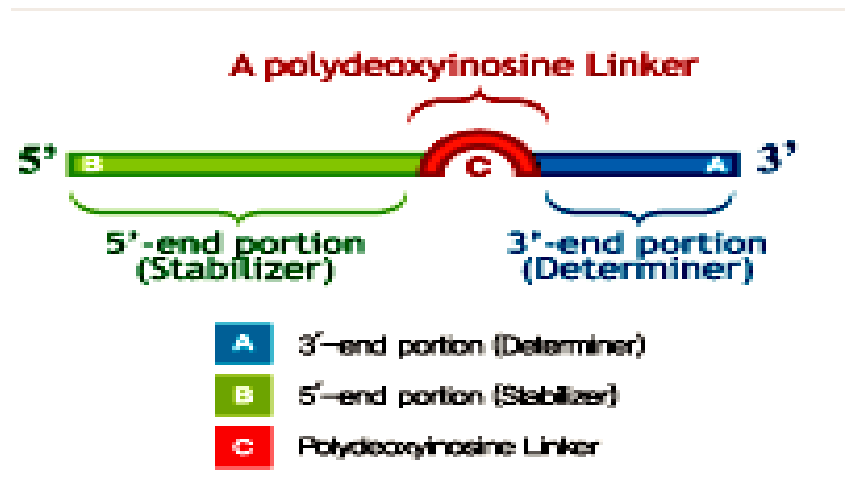 A polydeoxyinosine Linker
5' B C A 3'
5'-end portion
(Stabilizer)
3'-end portion
(Determiner)
A 3'-end portion (Determiner)
B 5'-end portion (Stabilizer)
C Polydeoxyinosine Linker